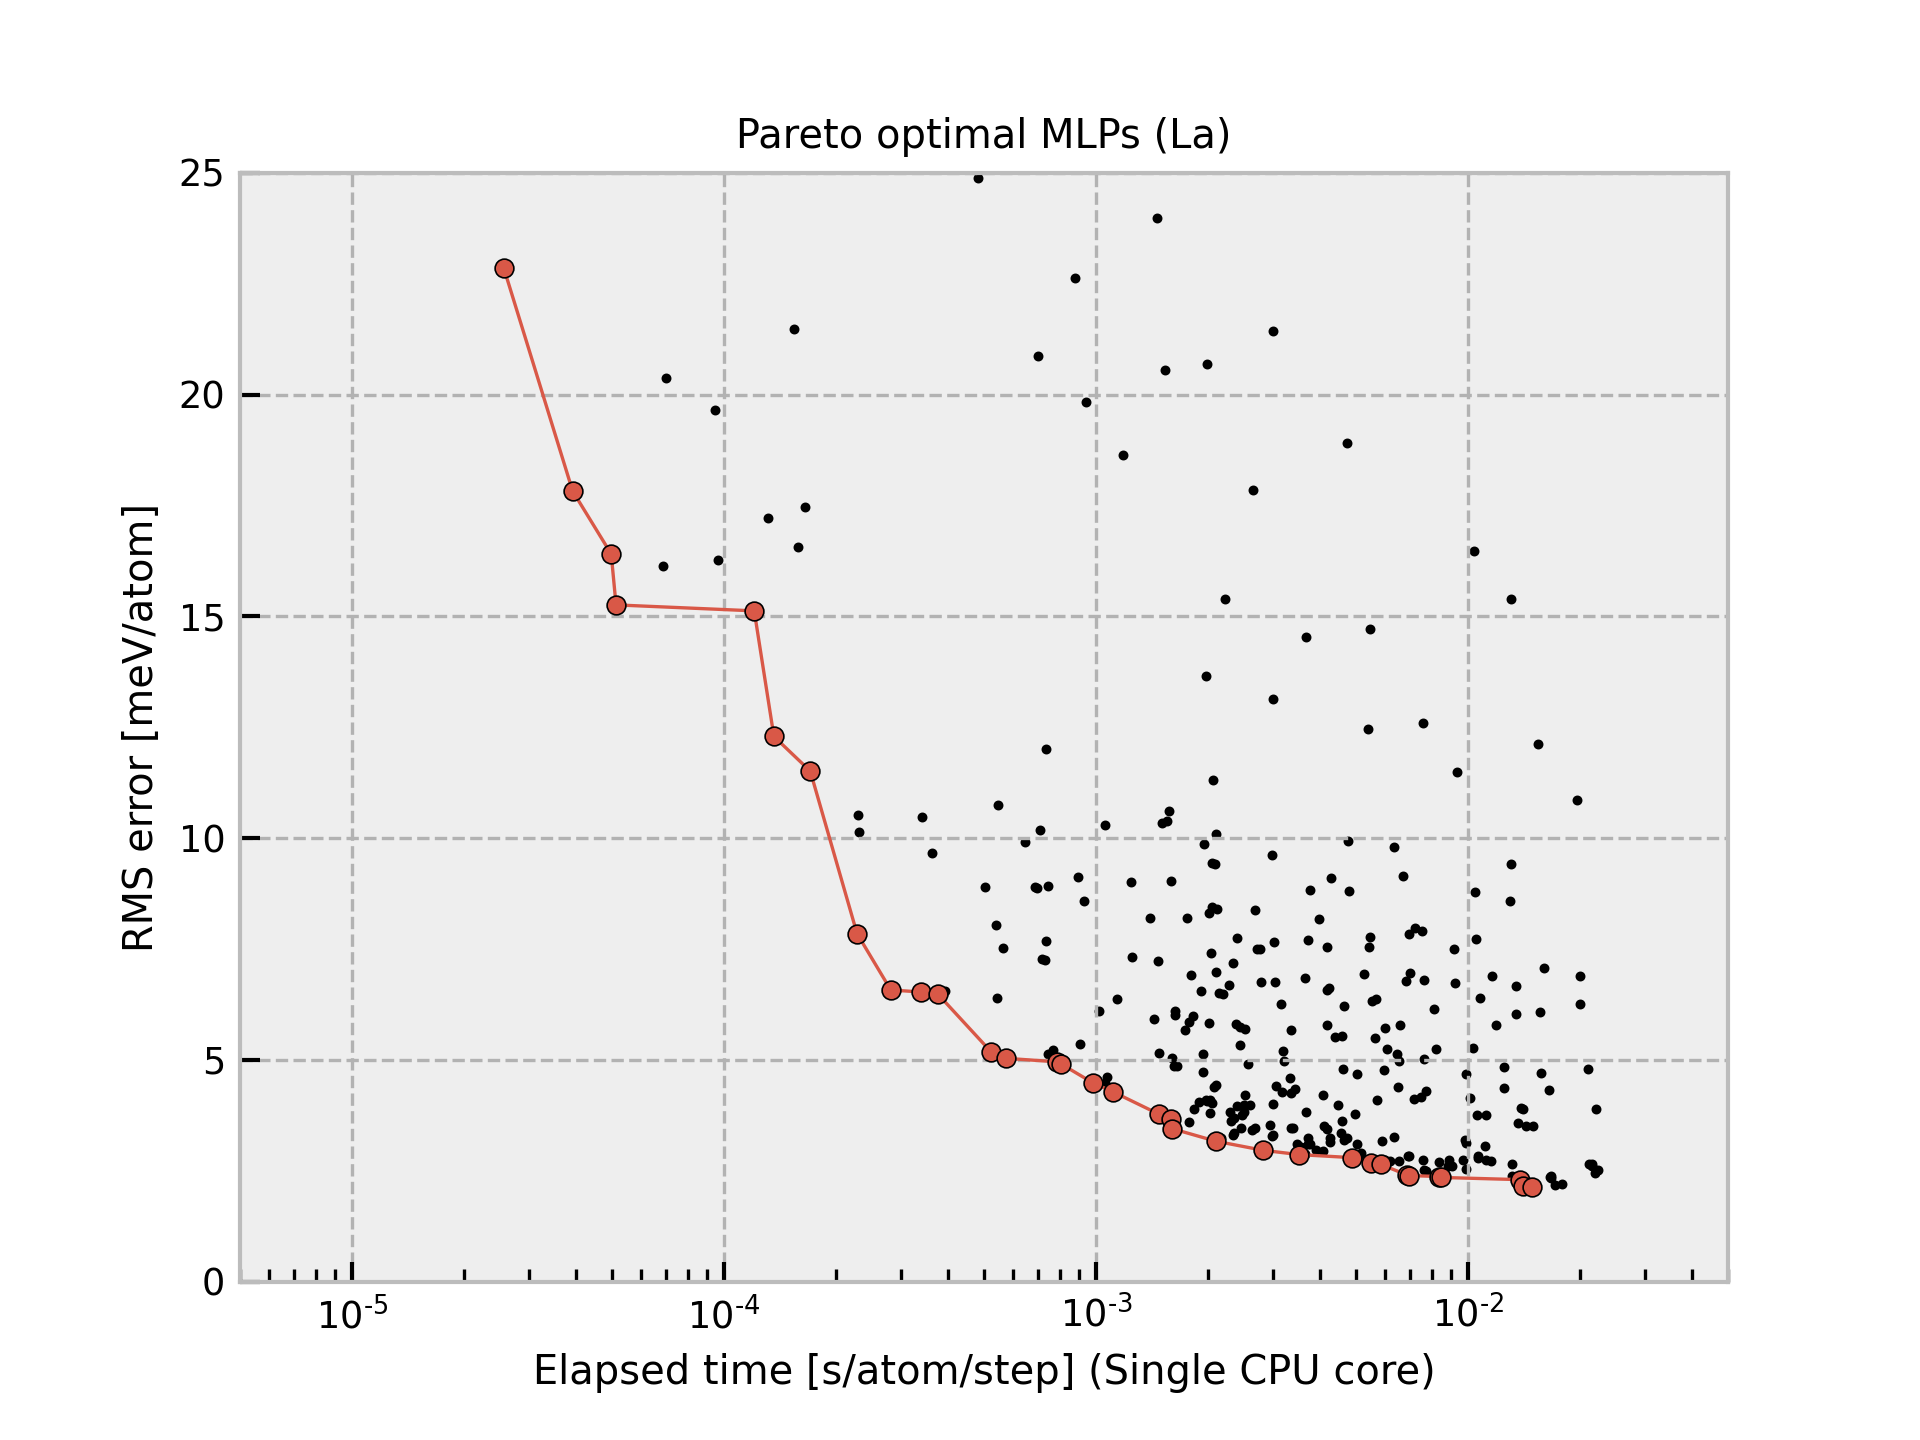 Pareto optimal MLPs (La)
25
20
15
10
5
0
RMS error [meV/atom]
10⁻⁵ 10⁻⁴ 10⁻³ 10⁻²
Elapsed time [s/atom/step] (Single CPU core)